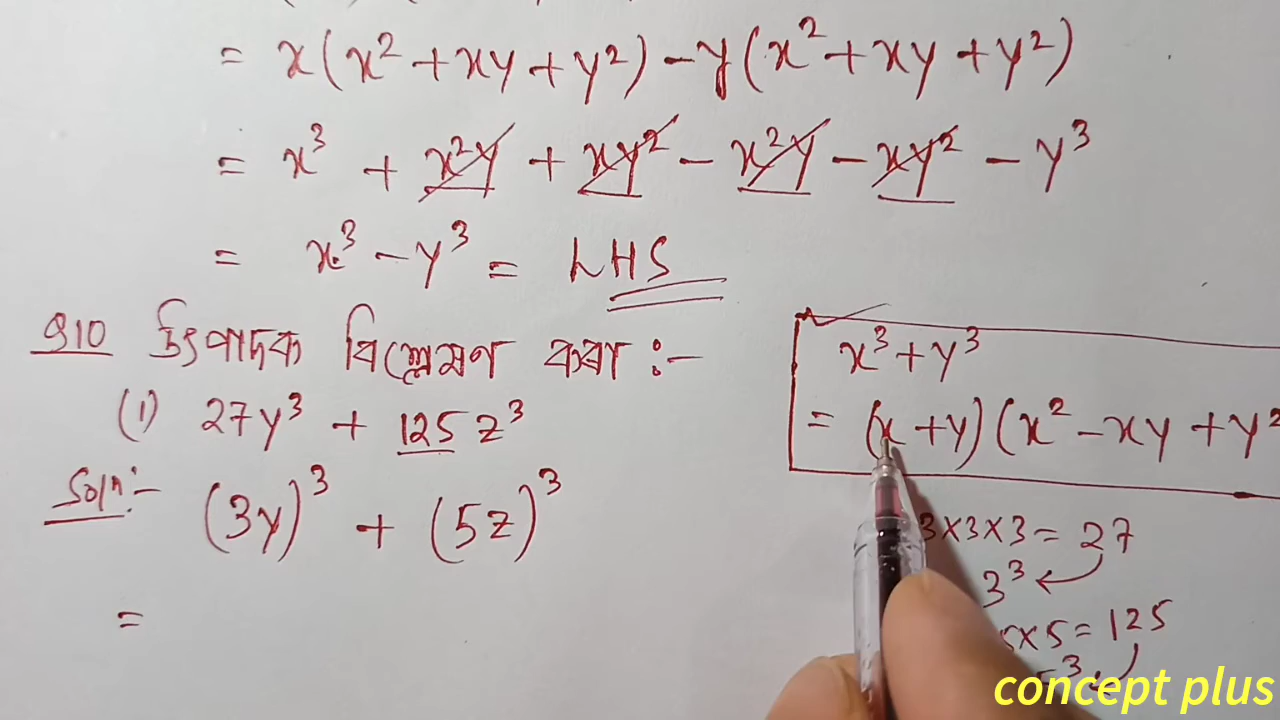 = x(x² + xy + y²) - y(x² + xy + y²)
= x³ + x²y + xy² - x²y - xy² - y³
= x³ - y³ = LHS
Q10 উৎপাদক বিশ্লেষণ কৰা :-
(1) 27y³ + 125z³
Solⁿ:- (3y)³ + (5z)³
=
x³ + y³
= (x + y)(x² - xy + y²
3×3×3 = 27
3³
×5 = 125
concept plus